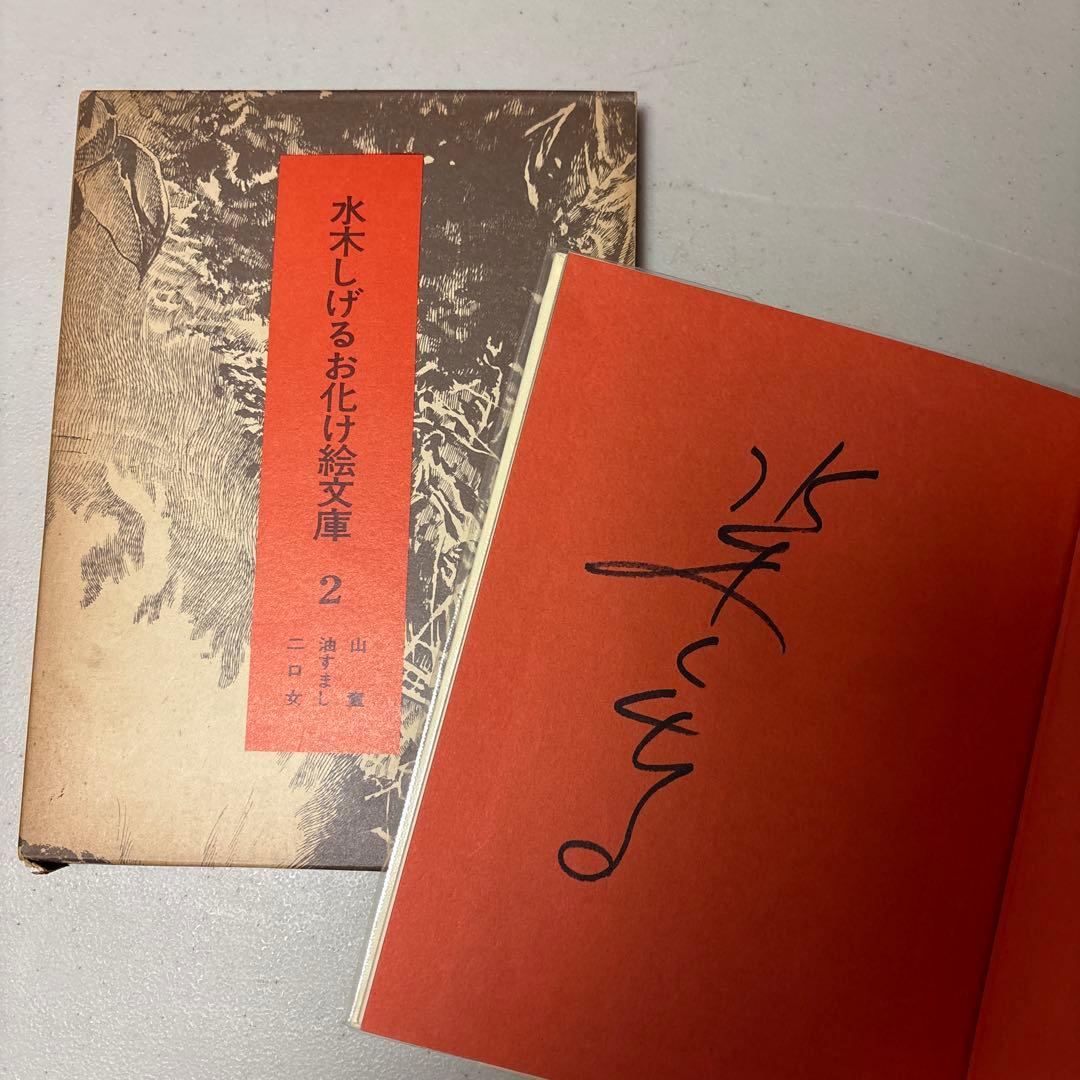 水木しげるお化け絵文庫 2
山童
油すまし
二口女
水木しげる